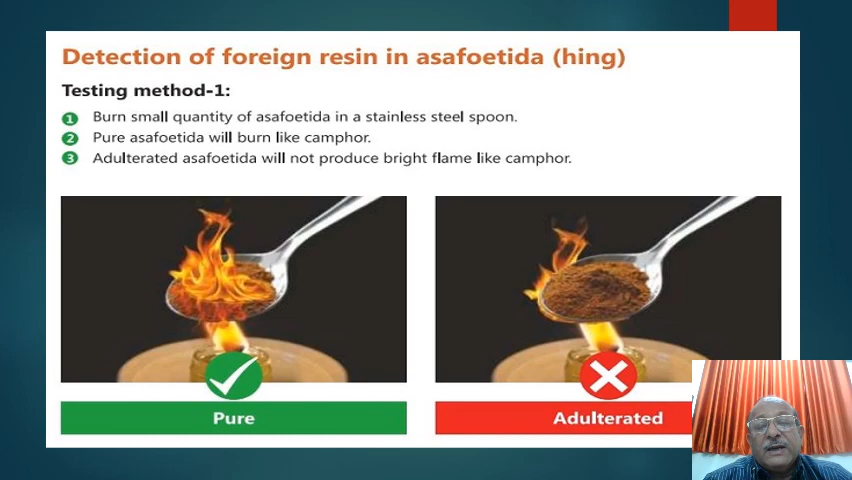 Detection of foreign resin in asafoetida (hing)
Testing method-1:
1 Burn small quantity of asafoetida in a stainless steel spoon.
2 Pure asafoetida will burn like camphor.
3 Adulterated asafoetida will not produce bright flame like camphor.
Pure
Adulterated